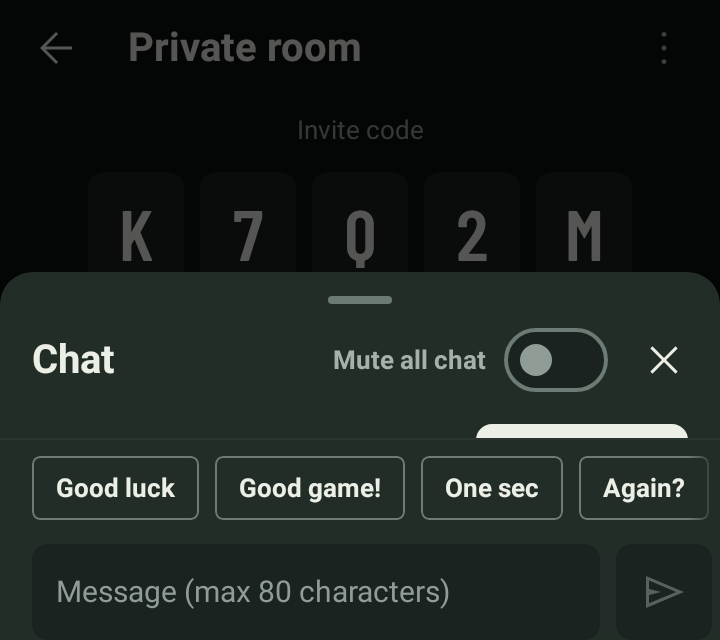 Private room
Invite code
K 7 Q 2 M
Chat
Mute all chat
Good luck
Good game!
One sec
Again?
Message (max 80 characters)